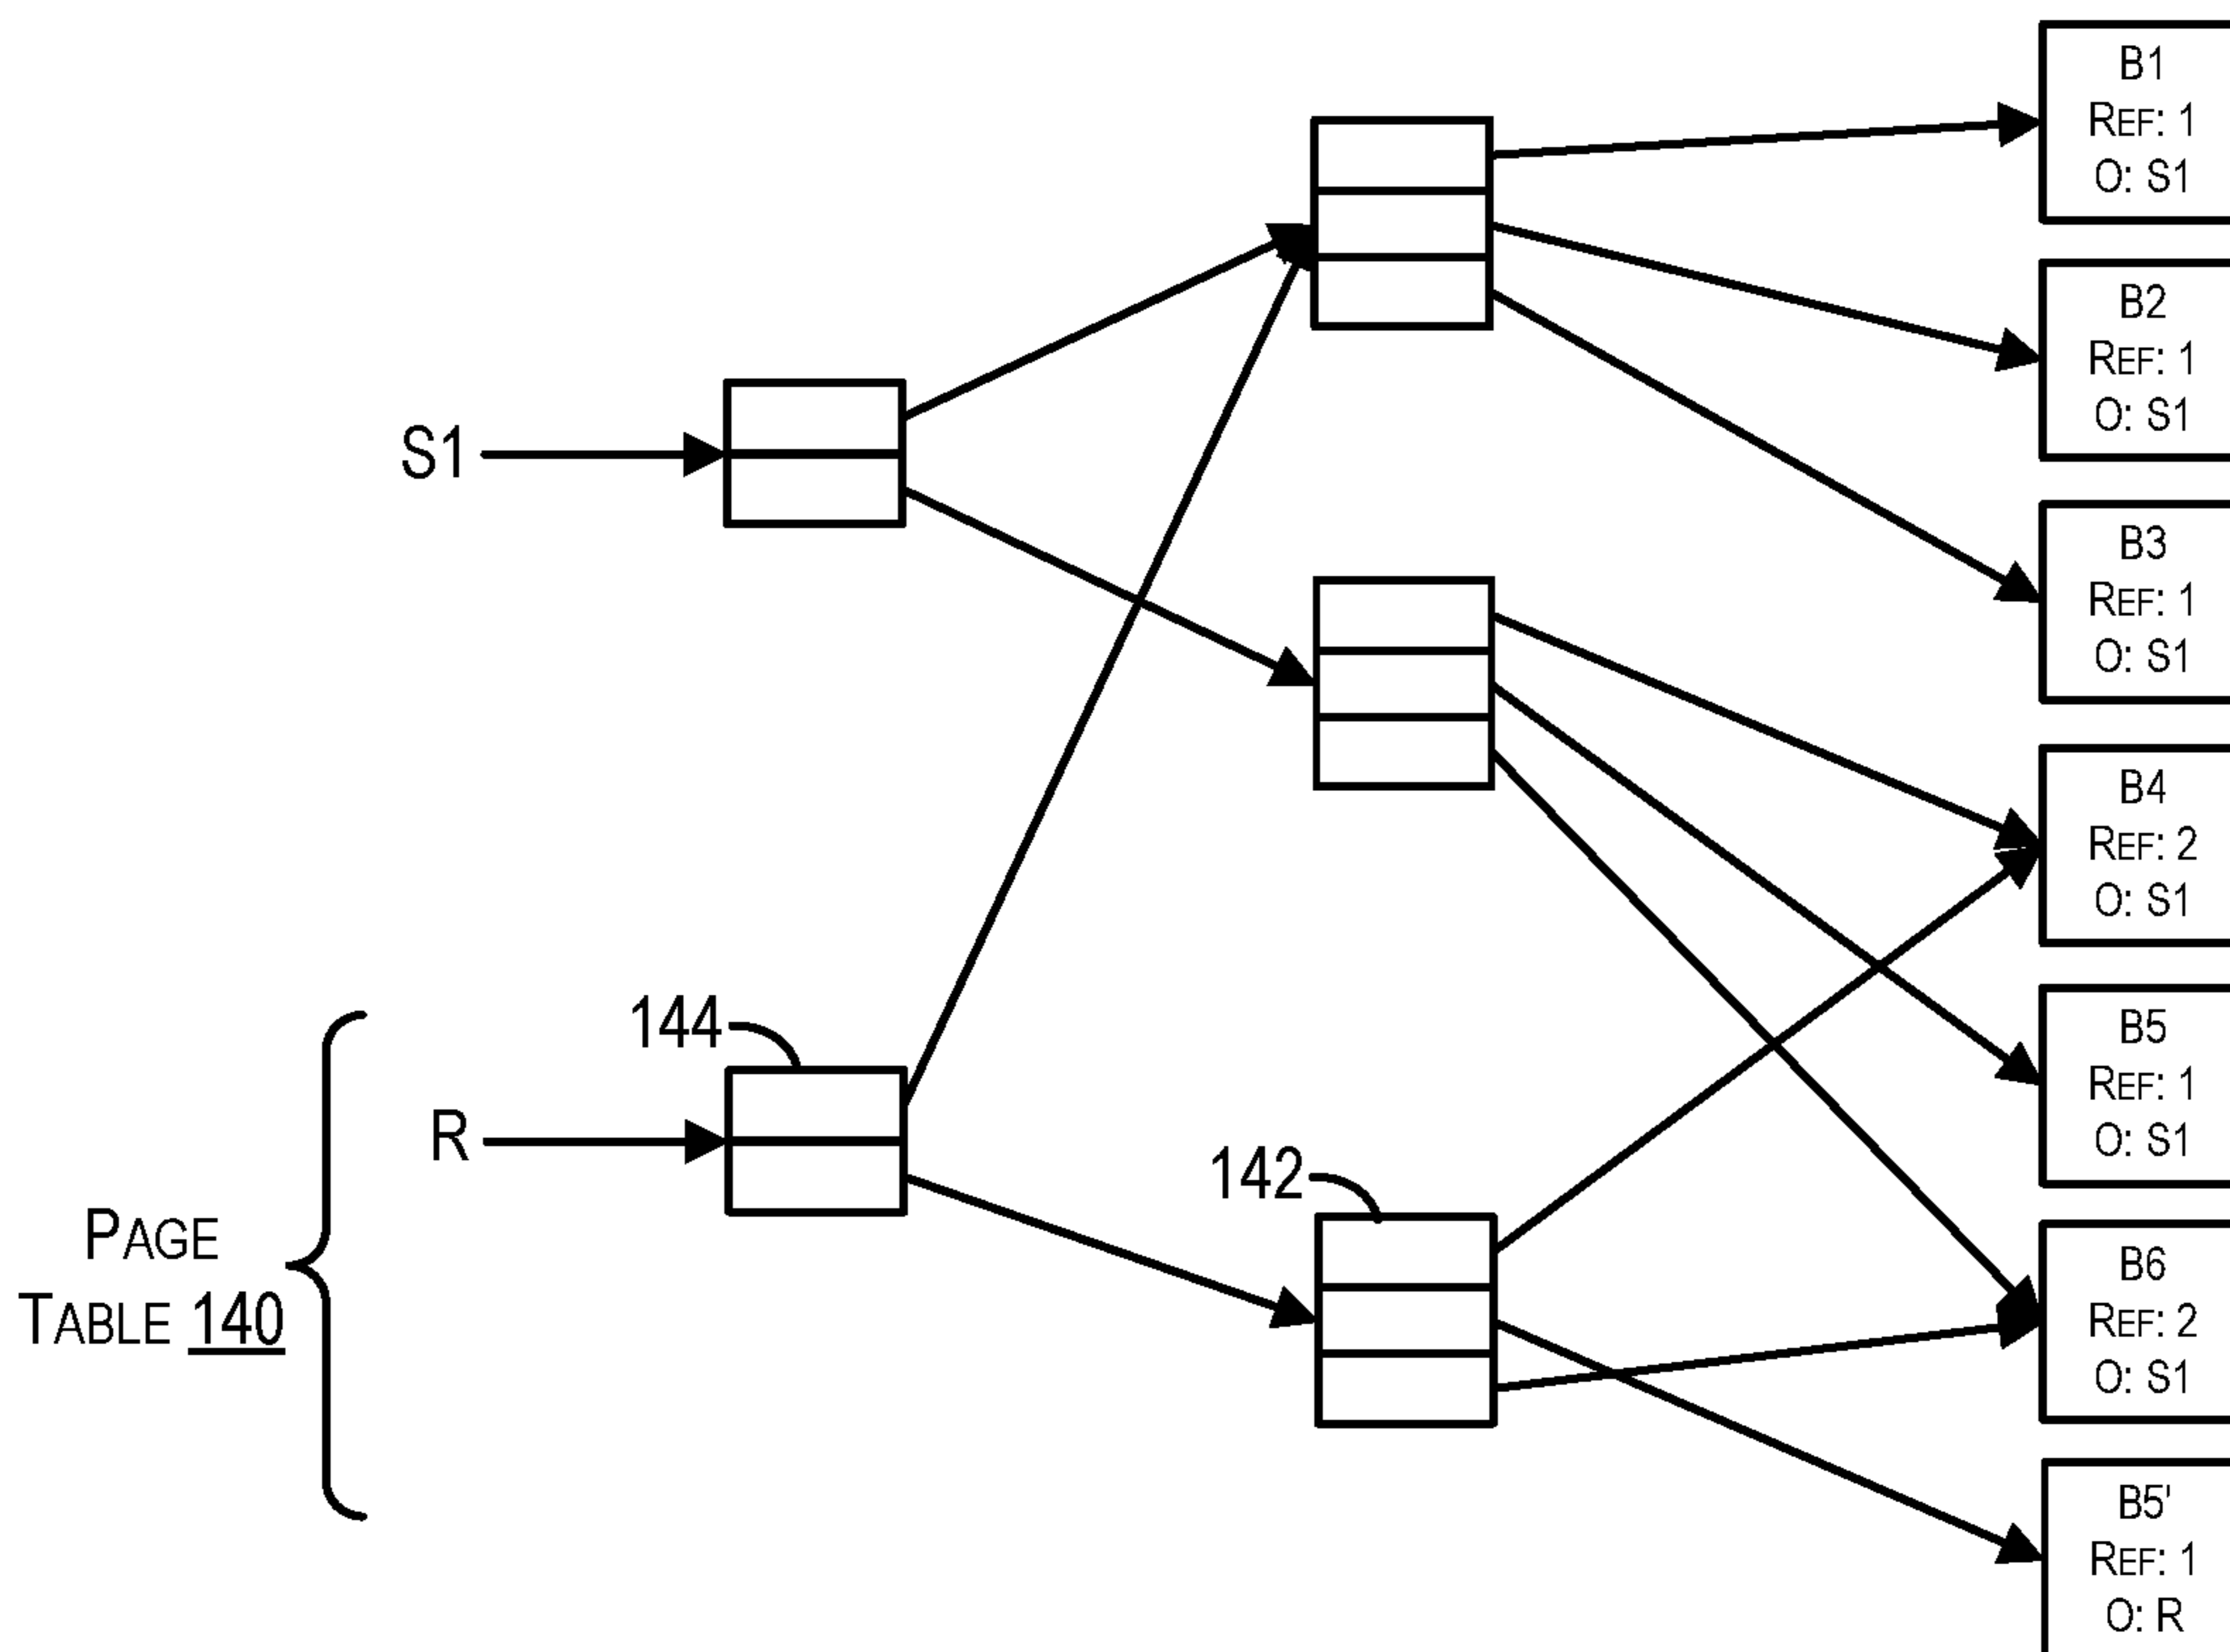 B1
REF: 1
O: S1
B2
REF: 1
O: S1
S1
B3
REF: 1
O: S1
B4
REF: 2
O: S1
144
B5
REF: 1
O: S1
R
142
PAGE
TABLE 140
B6
REF: 2
O: S1
B5'
REF: 1
O: R